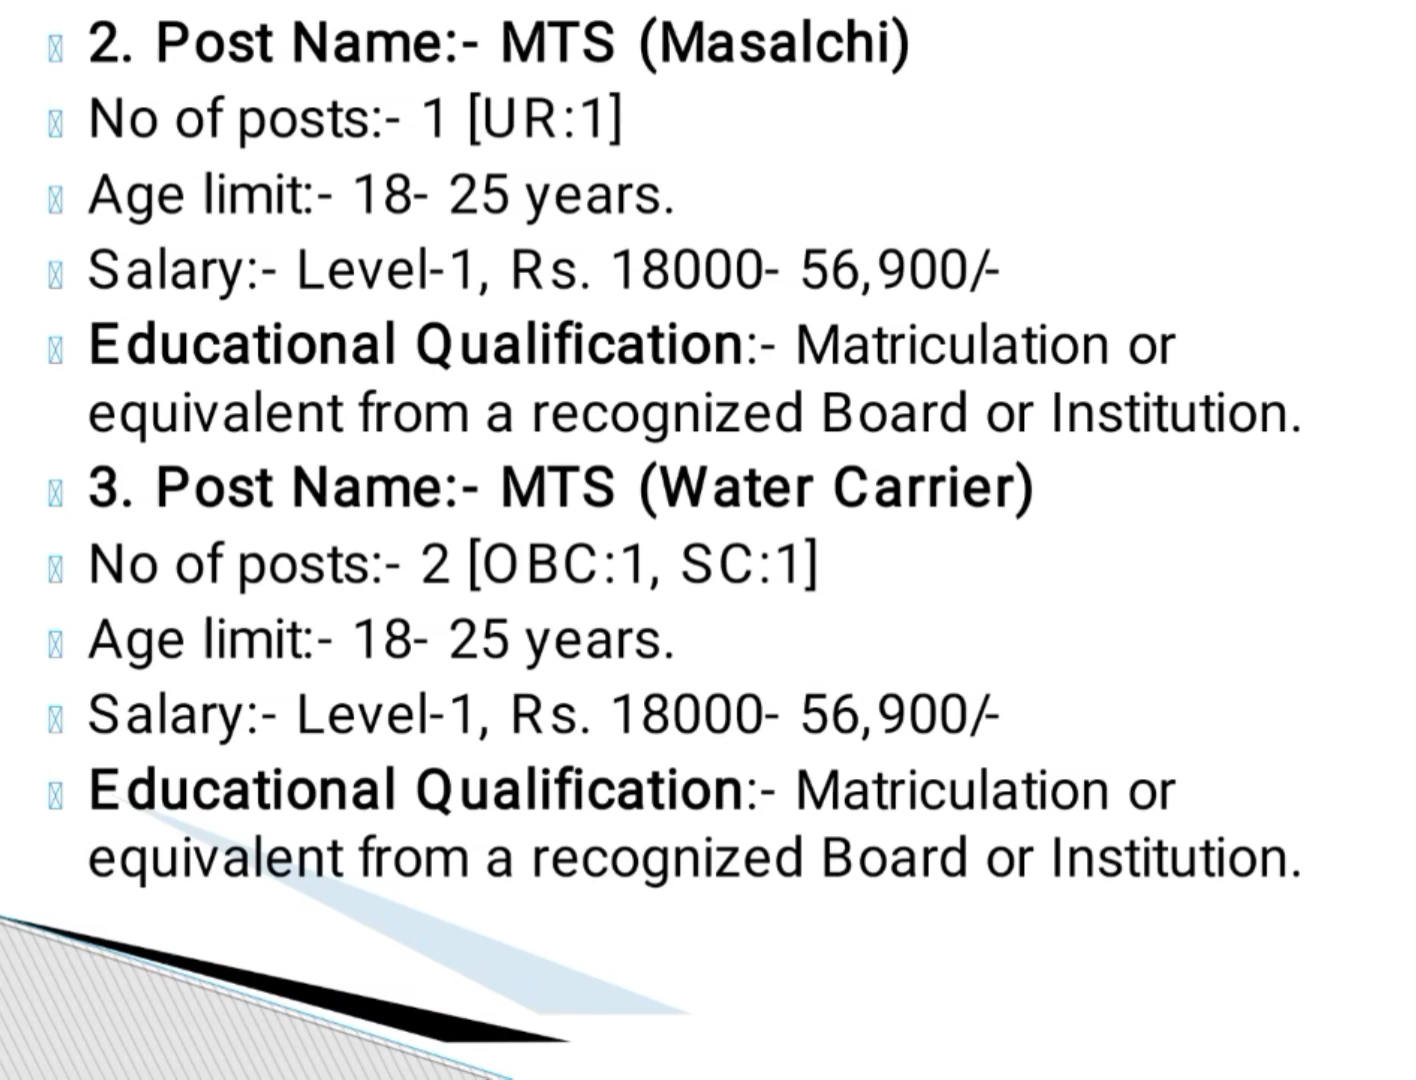 2. Post Name:- MTS (Masalchi)
No of posts:- 1 [UR:1]
Age limit:- 18- 25 years.
Salary:- Level-1, Rs. 18000- 56,900/-
Educational Qualification:- Matriculation or
equivalent from a recognized Board or Institution.
3. Post Name:- MTS (Water Carrier)
No of posts:- 2 [OBC:1, SC:1]
Age limit:- 18- 25 years.
Salary:- Level-1, Rs. 18000- 56,900/-
Educational Qualification:- Matriculation or
equivalent from a recognized Board or Institution.